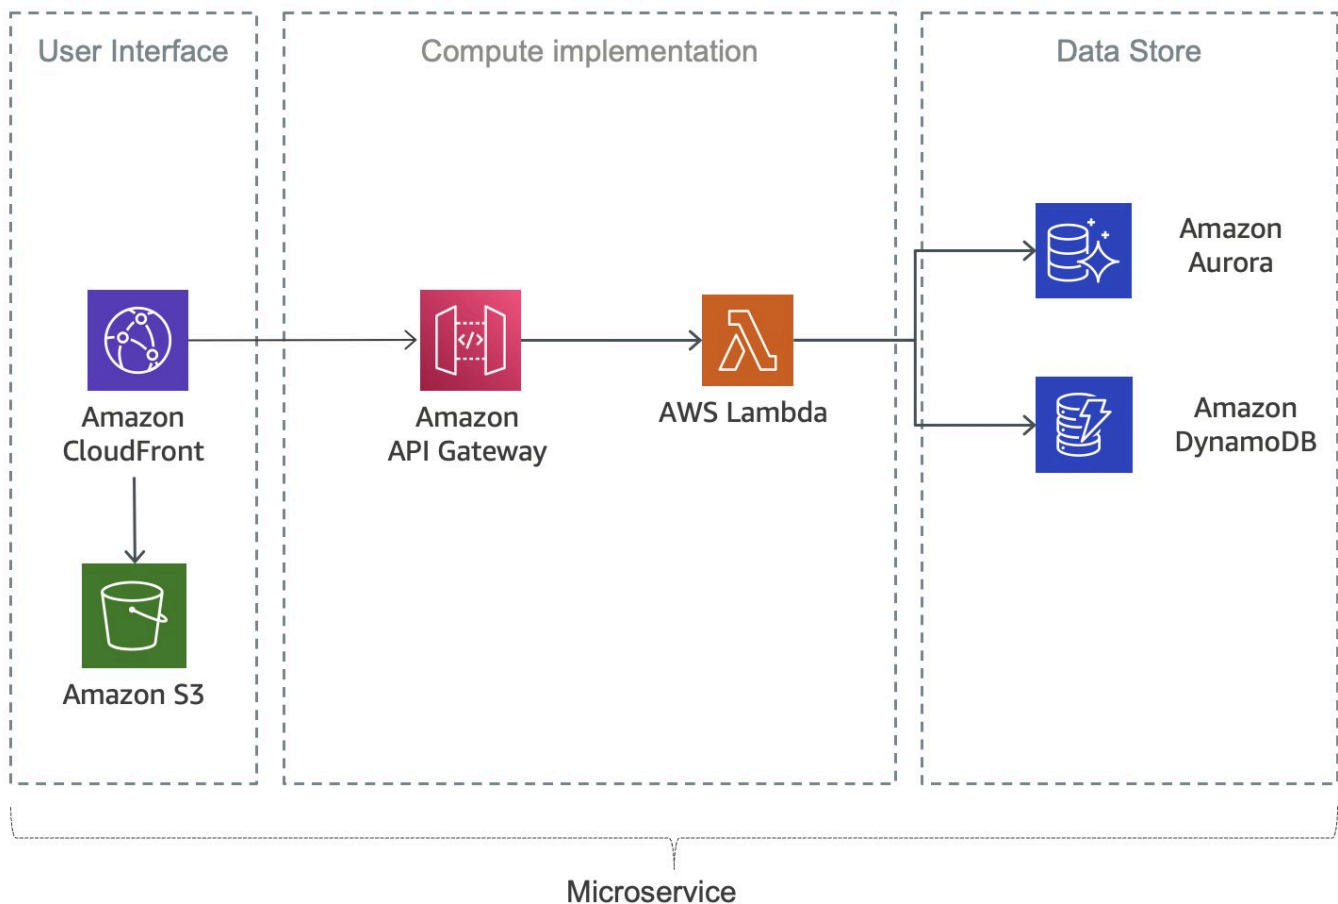 User Interface
Compute implementation
Data Store
Amazon
CloudFront
Amazon S3
</>
Amazon
API Gateway
AWS Lambda
Amazon
Aurora
Amazon
DynamoDB
Microservice